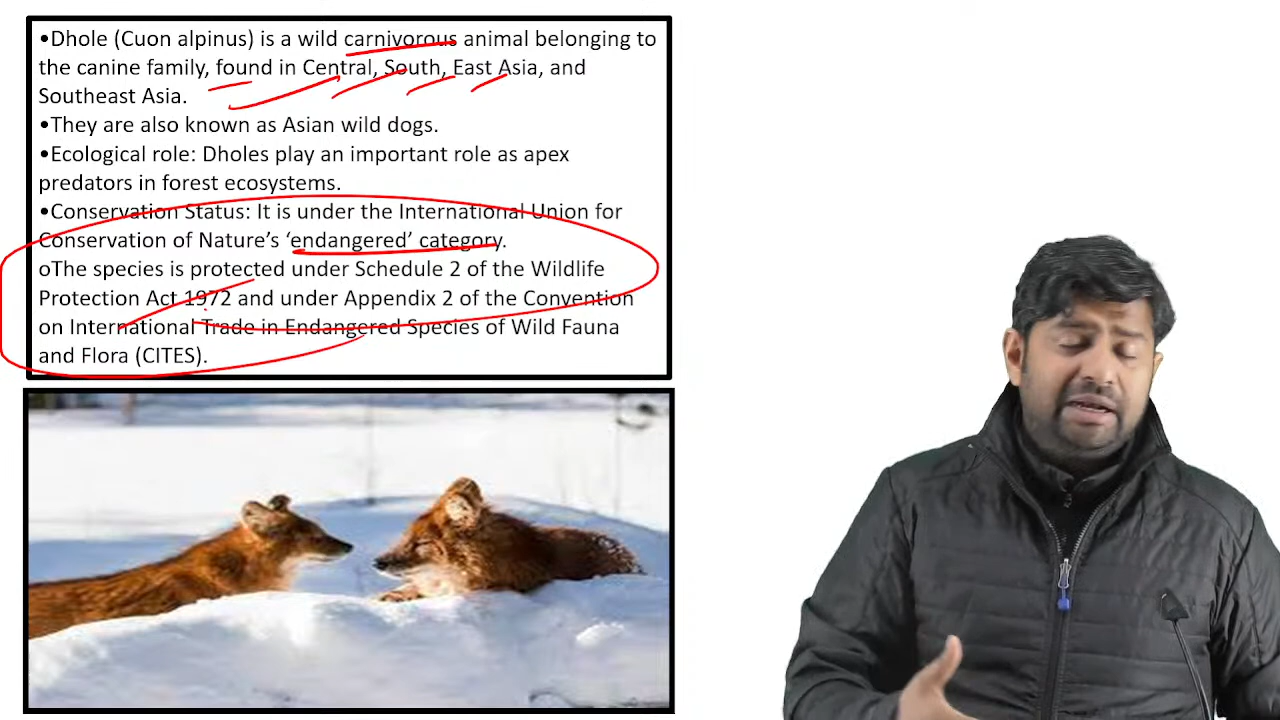 •Dhole (Cuon alpinus) is a wild carnivorous animal belonging to
the canine family, found in Central, South, East Asia, and
Southeast Asia.
•They are also known as Asian wild dogs.
•Ecological role: Dholes play an important role as apex
predators in forest ecosystems.
•Conservation Status: It is under the International Union for
Conservation of Nature’s ‘endangered’ category.
oThe species is protected under Schedule 2 of the Wildlife
Protection Act 1972 and under Appendix 2 of the Convention
on International Trade in Endangered Species of Wild Fauna
and Flora (CITES).